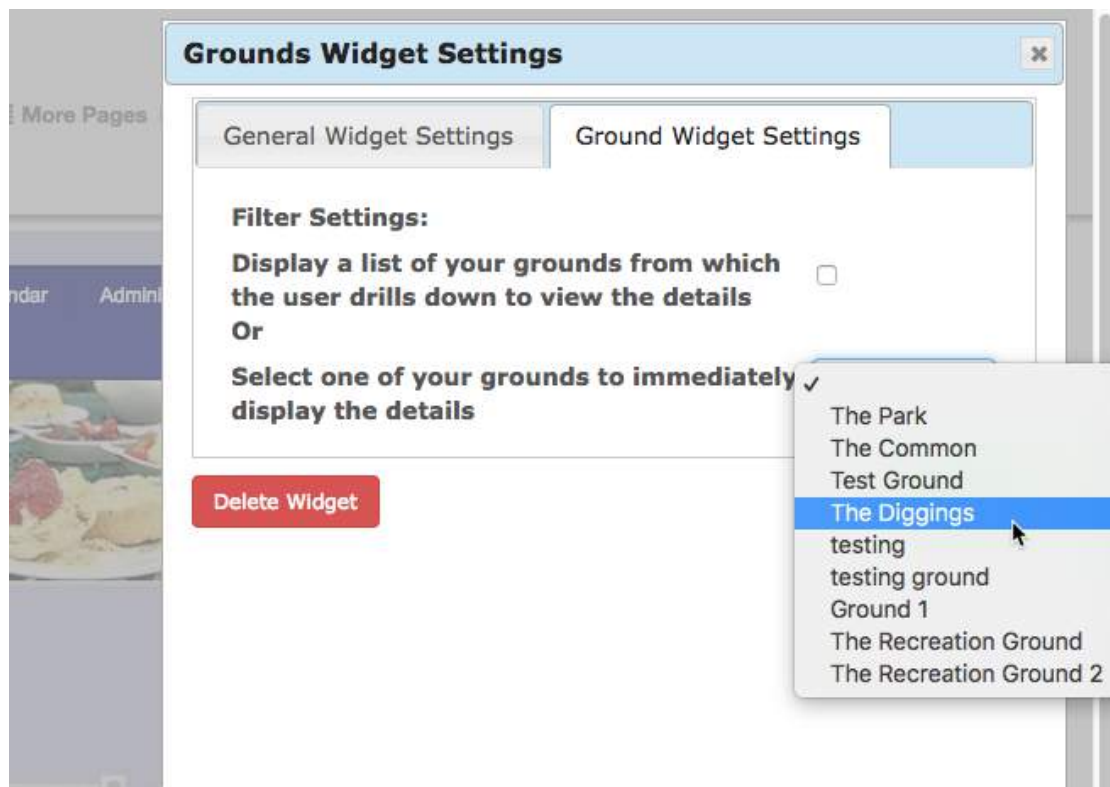 Grounds Widget Settings
More Pages
General Widget Settings
Ground Widget Settings
Filter Settings:
Display a list of your grounds from which
the user drills down to view the details
Or
Select one of your grounds to immediately
display the details
The Park
The Common
Test Ground
The Diggings
testing
testing ground
Ground 1
The Recreation Ground
The Recreation Ground 2
Delete Widget